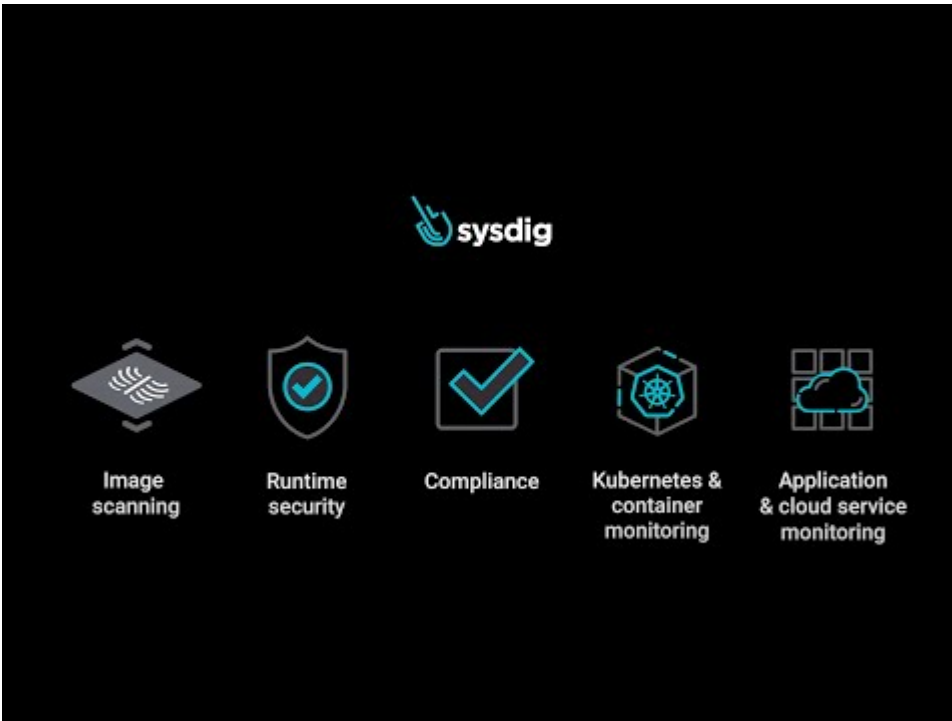 sysdig
Image
scanning
Runtime
security
Compliance
Kubernetes &
container
monitoring
Application
& cloud service
monitoring